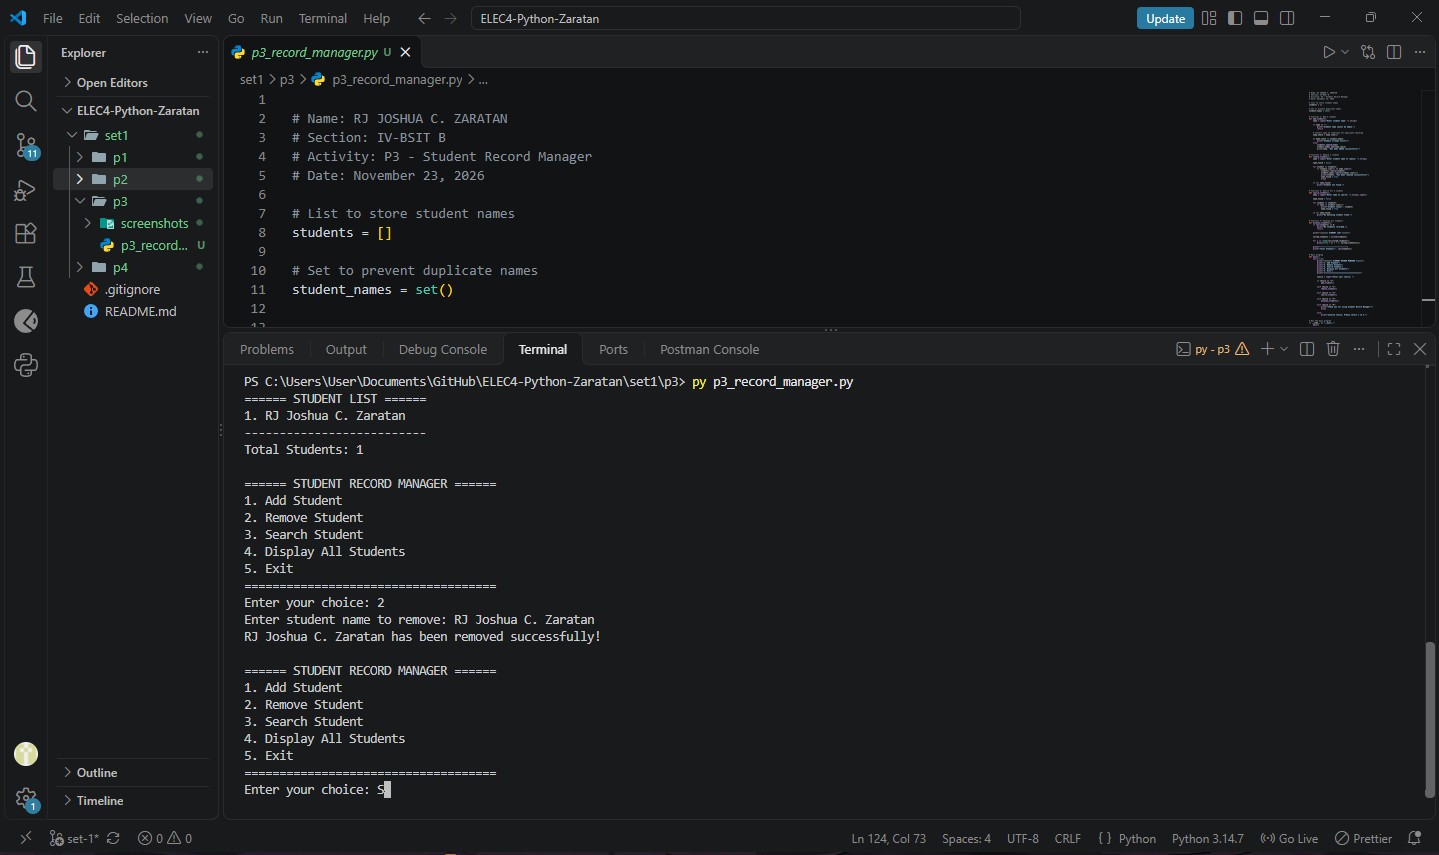 File Edit Selection View Go Run Terminal Help
ELEC4-Python-Zaratan
Update
Explorer
Open Editors
ELEC4-Python-Zaratan
set1
p1
p2
p3
screenshots
p3_record... U
p4
.gitignore
README.md
Outline
Timeline
11
1
p3_record_manager.py U
set1 > p3 > p3_record_manager.py > ...
1
2 # Name: RJ JOSHUA C. ZARATAN
3 # Section: IV-BSIT B
4 # Activity: P3 - Student Record Manager
5 # Date: November 23, 2026
6
7 # List to store student names
8 students = []
9
10 # Set to prevent duplicate names
11 student_names = set()
12
Problems Output Debug Console Terminal Ports Postman Console
py - p3
PS C:\Users\User\Documents\GitHub\ELEC4-Python-Zaratan\set1\p3> py p3_record_manager.py
====== STUDENT LIST ======
1. RJ Joshua C. Zaratan
--------------------------
Total Students: 1
====== STUDENT RECORD MANAGER ======
1. Add Student
2. Remove Student
3. Search Student
4. Display All Students
5. Exit
====================================
Enter your choice: 2
Enter student name to remove: RJ Joshua C. Zaratan
RJ Joshua C. Zaratan has been removed successfully!
====== STUDENT RECORD MANAGER ======
1. Add Student
2. Remove Student
3. Search Student
4. Display All Students
5. Exit
====================================
Enter your choice: S
set-1* 0 0 Ln 124, Col 73 Spaces: 4 UTF-8 CRLF { } Python Python 3.14.7 Go Live Prettier